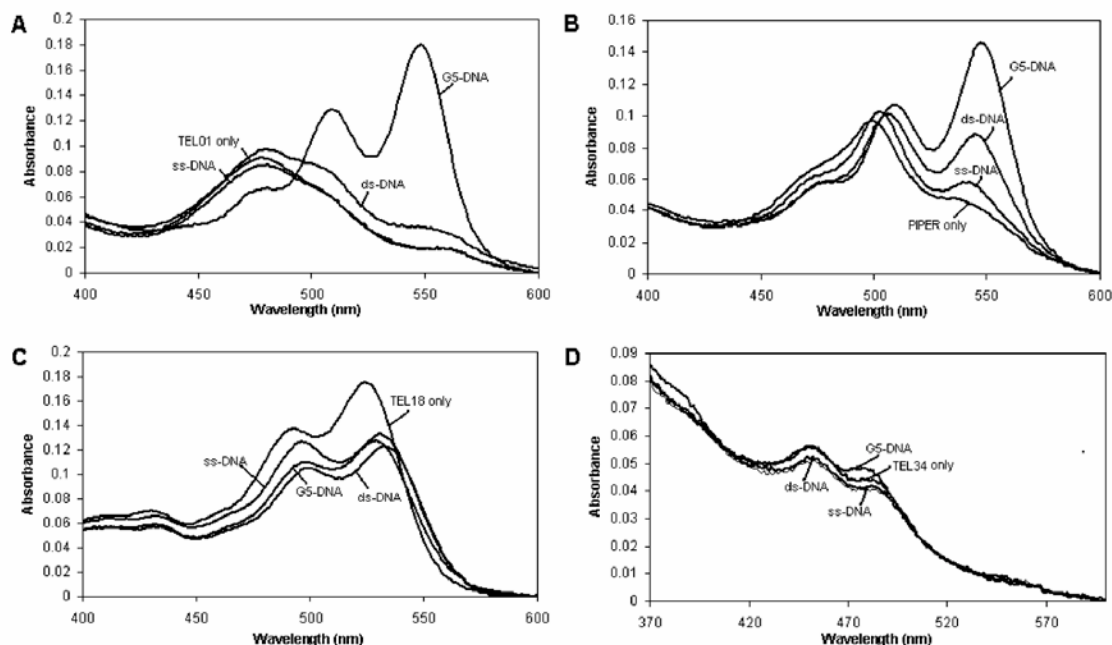 A
0.2
0.18
0.16
0.14
0.12
0.1
0.08
0.06
0.04
0.02
0
Absorbance
G5-DNA
TEL01 only
ss-DNA
ds-DNA
400 450 500 550 600
Wavelength (nm)
B
0.16
0.14
0.12
0.1
0.08
0.06
0.04
0.02
0
Absorbance
G5-DNA
ds-DNA
ss-DNA
PIPER only
400 450 500 550 600
Wavelength (nm)
C
0.2
0.18
0.16
0.14
0.12
0.1
0.08
0.06
0.04
0.02
0
Absorbance
TEL18 only
ss-DNA
G5-DNA
ds-DNA
400 450 500 550 600
Wavelength (nm)
D
0.09
0.08
0.07
0.06
0.05
0.04
0.03
0.02
0.01
0
Absorbance
G5-DNA
TEL34 only
ds-DNA
ss-DNA
370 420 470 520 570
Wavelength (nm)